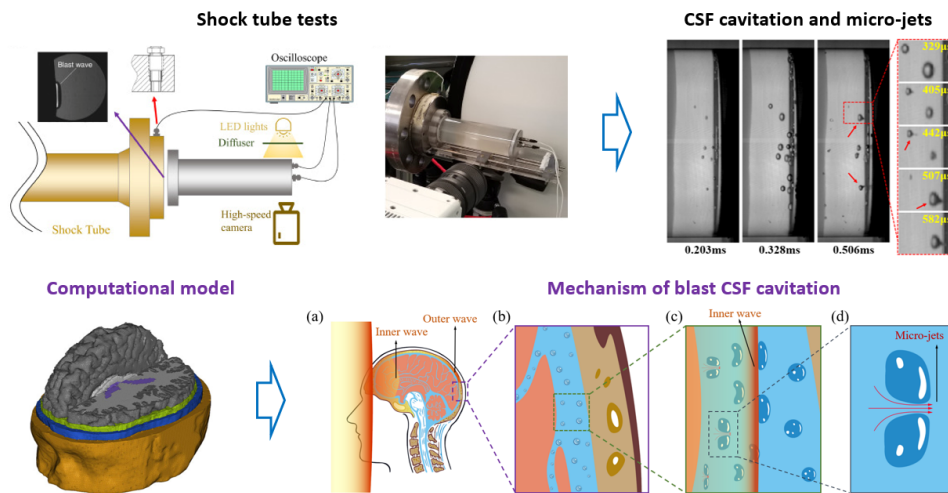 Shock tube tests
CSF cavitation and micro-jets
Blast wave
Oscilloscope
LED lights
Diffuser
High-speed
camera
Shock Tube
329μ
405μ
442μ
507μ
582μ
0.203ms
0.328ms
0.506ms
Computational model
Mechanism of blast CSF cavitation
(a)
Inner wave
Outer wave
(b)
(c)
Inner wave
(d)
Micro-jets